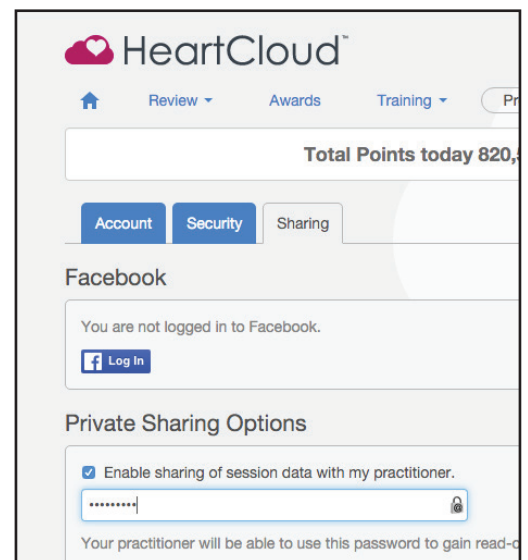 HeartCloud™
Review Awards Training Pr
Total Points today 820,
Account Security Sharing
Facebook
You are not logged in to Facebook.
f Log In
Private Sharing Options
Enable sharing of session data with my practitioner.
•••••••••
Your practitioner will be able to use this password to gain read-o